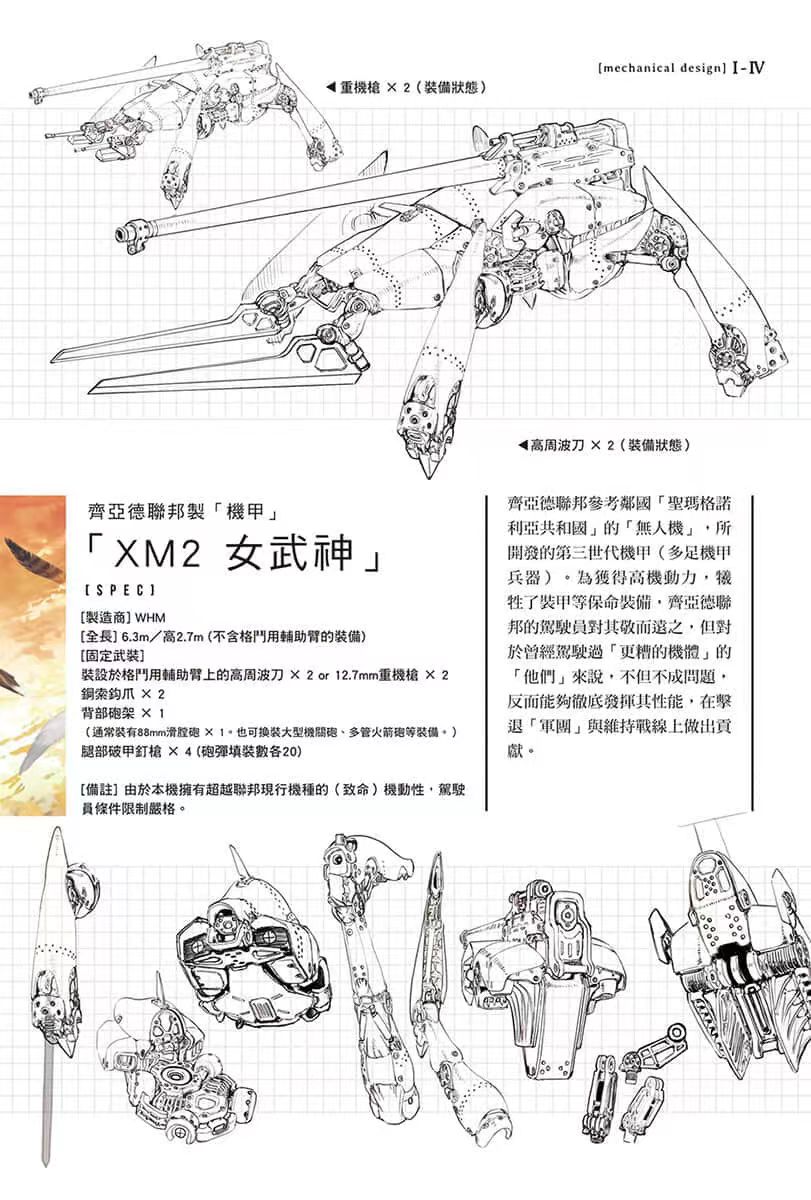 [mechanical design] I-IV
◀重機槍 × 2（裝備狀態）
◀高周波刀 × 2（裝備狀態）
齊亞德聯邦製「機甲」
「XM2 女武神」
[SPEC]
[製造商] WHM
[全長] 6.3m／高2.7m (不含格鬥用輔助臂的裝備)
[固定武裝]
裝設於格鬥用輔助臂上的高周波刀 × 2 or 12.7mm重機槍 × 2
鋼索鉤爪 × 2
背部砲架 × 1
（通常裝有88mm滑膛砲 × 1。也可換裝大型機關砲、多管火箭砲等裝備。）
腿部破甲釘槍 × 4 (砲彈填裝數各20)
[備註] 由於本機擁有超越聯邦現行機種的（致命）機動性，駕駛
員條件限制嚴格。
齊亞德聯邦參考鄰國「聖瑪格諾
利亞共和國」的「無人機」，所
開發的第三世代機甲（多足機甲
兵器）。為獲得高機動力，犧
牲了裝甲等保命裝備，齊亞德聯
邦的駕駛員對其敬而遠之，但對
於曾經駕駛過「更糟的機體」的
「他們」來說，不但不成問題，
反而能夠徹底發揮其性能，在擊
退「軍團」與維持戰線上做出貢
獻。